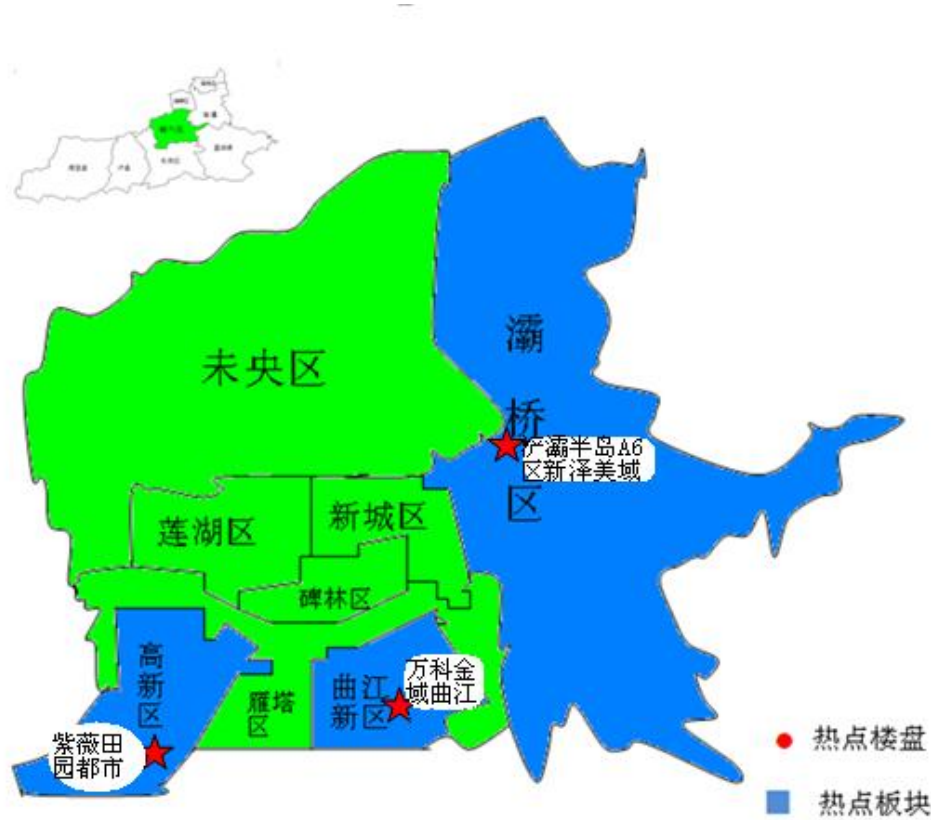 未央区
灞
桥
区
浐灞半岛A6
区新泽美域
莲湖区
新城区
碑林区
高
新
区
雁塔
区
曲江
新区
万科金
域曲江
紫薇田
园都市
热点楼盘
热点板块